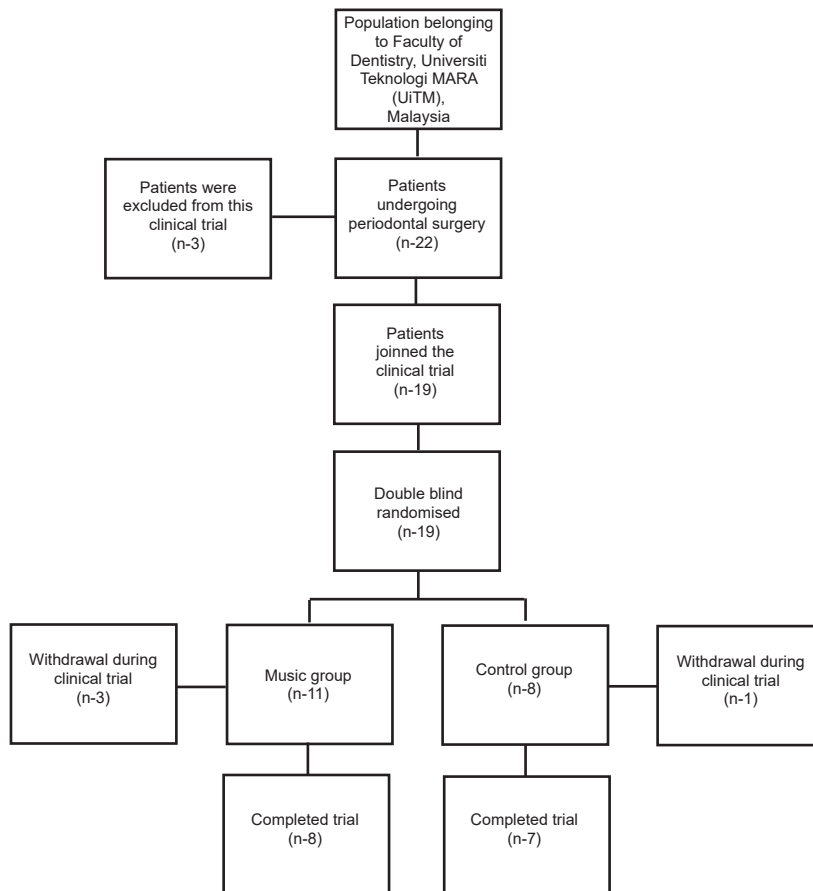 Population belonging
to Faculty of
Dentistry, Universiti
Teknologi MARA
(UiTM),
Malaysia
Patients were
excluded from this
clinical trial
(n-3)
Patients
undergoing
periodontal surgery
(n-22)
Patients
joinned the
clinical trial
(n-19)
Double blind
randomised
(n-19)
Withdrawal during
clinical trial
(n-3)
Music group
(n-11)
Control group
(n-8)
Withdrawal during
clinical trial
(n-1)
Completed trial
(n-8)
Completed trial
(n-7)